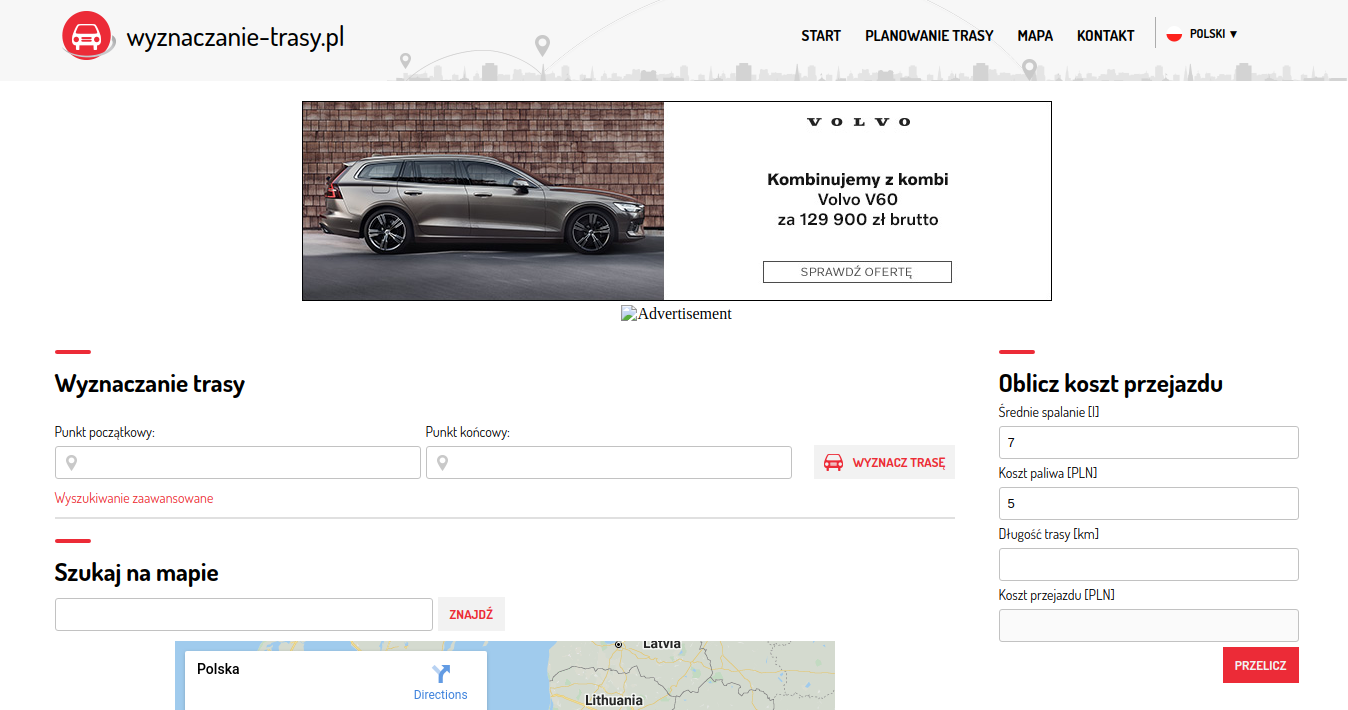 wyznaczanie-trasy.pl
START PLANOWANIE TRASY MAPA KONTAKT POLSKI ▼
VOLVO
Kombinujemy z kombi
Volvo V60
za 129 900 zł brutto
SPRAWDŹ OFERTĘ
Advertisement
Wyznaczanie trasy
Punkt początkowy: Punkt końcowy:
WYZNACZ TRASĘ
Wyszukiwanie zaawansowane
Szukaj na mapie
ZNAJDŹ
Polska
Directions
Latvia
Lithuania
Oblicz koszt przejazdu
Średnie spalanie [l]
7
Koszt paliwa [PLN]
5
Długość trasy [km]
Koszt przejazdu [PLN]
PRZELICZ